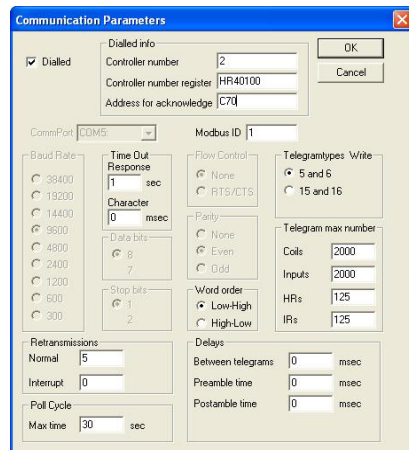 Communication Parameters
Dialled info
Dialled
Controller number 2
Controller number register HR40100
Address for acknowledge C70
OK
Cancel
CommPort COM5:
Modbus ID 1
Baud Rate
38400
19200
14400
9600
4800
2400
1200
600
300
Time Out
Response
1 sec
Character
0 msec
Data bits
8
7
Stop bits
1
2
Flow Control
None
RTS/CTS
Parity
None
Even
Odd
Word order
Low-High
High-Low
Telegramtypes Write
5 and 6
15 and 16
Telegram max number
Coils 2000
Inputs 2000
HRs 125
IRs 125
Retransmissions
Normal 5
Interrupt 0
Poll Cycle
Max time 30 sec
Delays
Between telegrams 0 msec
Preamble time 0 msec
Postamble time 0 msec